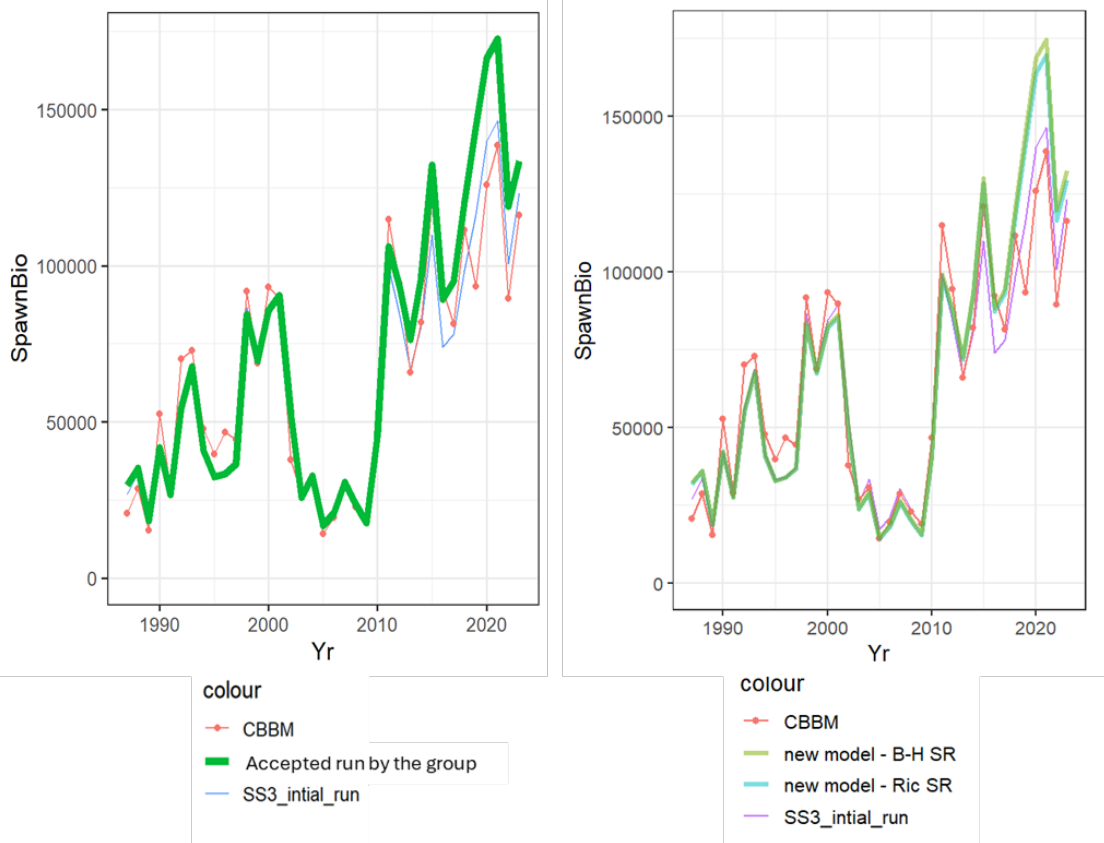 SpawnBio
150000
100000
50000
0
1990 2000 2010 2020
Yr
colour
CBBM
Accepted run by the group
SS3_intial_run
SpawnBio
150000
100000
50000
0
1990 2000 2010 2020
Yr
colour
CBBM
new model - B-H SR
new model - Ric SR
SS3_intial_run